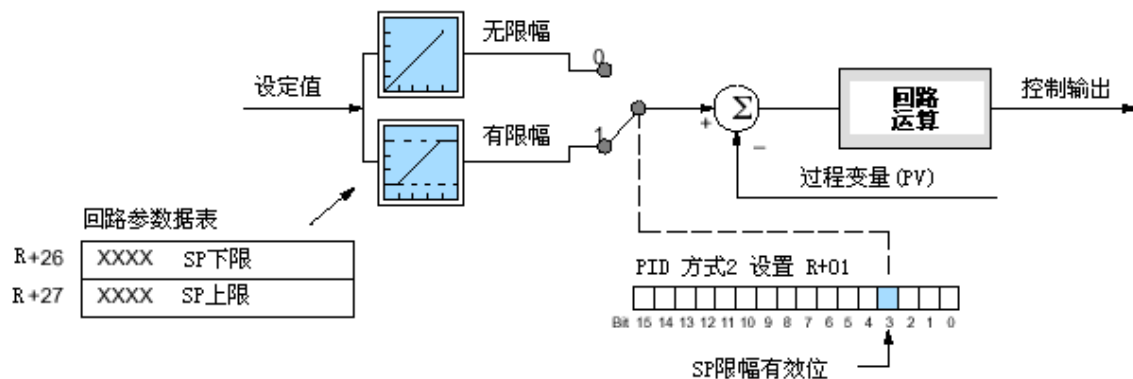 无限幅
0
设定值
回路
运算
控制输出
Σ
+
−
有限幅
1
过程变量(PV)
回路参数据表
R+26 XXXX SP下限
R+27 XXXX SP上限
PID 方式2 设置 R+01
Bit 15 14 13 12 11 10 9 8 7 6 5 4 3 2 1 0
SP限幅有效位